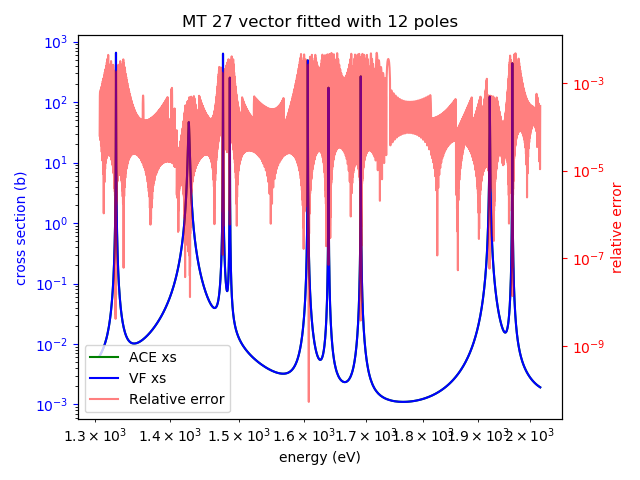 MT 27 vector fitted with 12 poles
cross section (b)
10³
10²
10¹
10⁰
10⁻¹
10⁻²
10⁻³
10⁻³
10⁻⁵
10⁻⁷
10⁻⁹
relative error
ACE xs
VF xs
Relative error
1.3 × 10³ 1.4 × 10³ 1.5 × 10³ 1.6 × 10³ 1.7 × 10³ 1.8 × 10³ 1.9 × 10³ 2 × 10³
energy (eV)